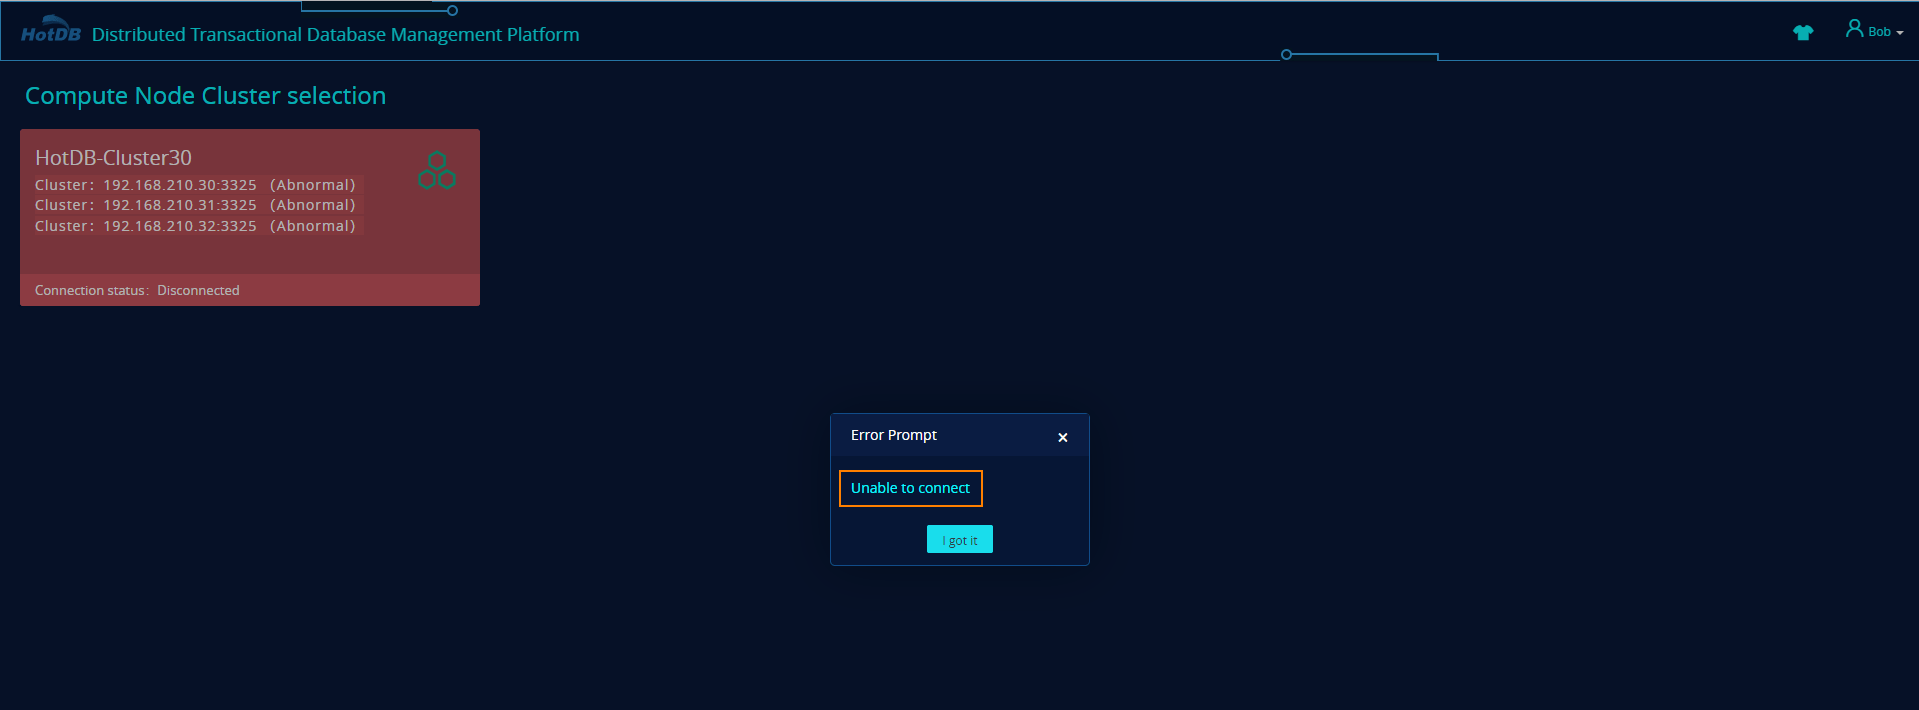 HotDB Distributed Transactional Database Management Platform
Bob
Compute Node Cluster selection
HotDB-Cluster30
Cluster： 192.168.210.30:3325 （Abnormal）
Cluster： 192.168.210.31:3325 （Abnormal）
Cluster： 192.168.210.32:3325 （Abnormal）
Connection status： Disconnected
Error Prompt ×
Unable to connect
I got it